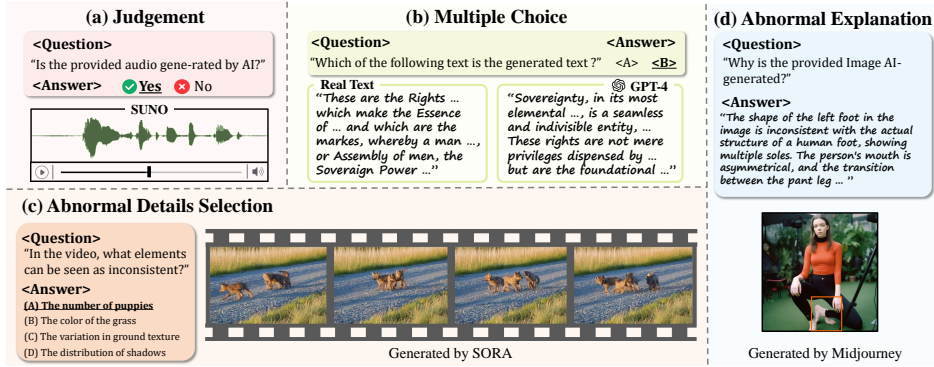 (a) Judgement
<Question>
“Is the provided audio gene-rated by AI?”
<Answer> Yes No
SUNO
(b) Multiple Choice
<Question> <Answer>
“Which of the following text is the generated text ?” <A> <B>
Real Text
“These are the Rights ...
which make the Essence
of ... and which are the
markes, whereby a man ...,
or Assembly of men, the
Soveraign Power ...”
GPT-4
“Sovereignty, in its most
elemental ..., is a seamless
and indivisible entity, ...
These rights are not mere
privileges dispensed by ...
but are the foundational ...”
(c) Abnormal Details Selection
<Question>
“In the video, what elements
can be seen as inconsistent?”
<Answer>
(A) The number of puppies
(B) The color of the grass
(C) The variation in ground texture
(D) The distribution of shadows
Generated by SORA
(d) Abnormal Explanation
<Question>
“Why is the provided Image AI-
generated?”
<Answer>
“The shape of the left foot in the
image is inconsistent with the actual
structure of a human foot, showing
multiple soles. The person's mouth is
asymmetrical, and the transition
between the pant leg ... ”
Generated by Midjourney